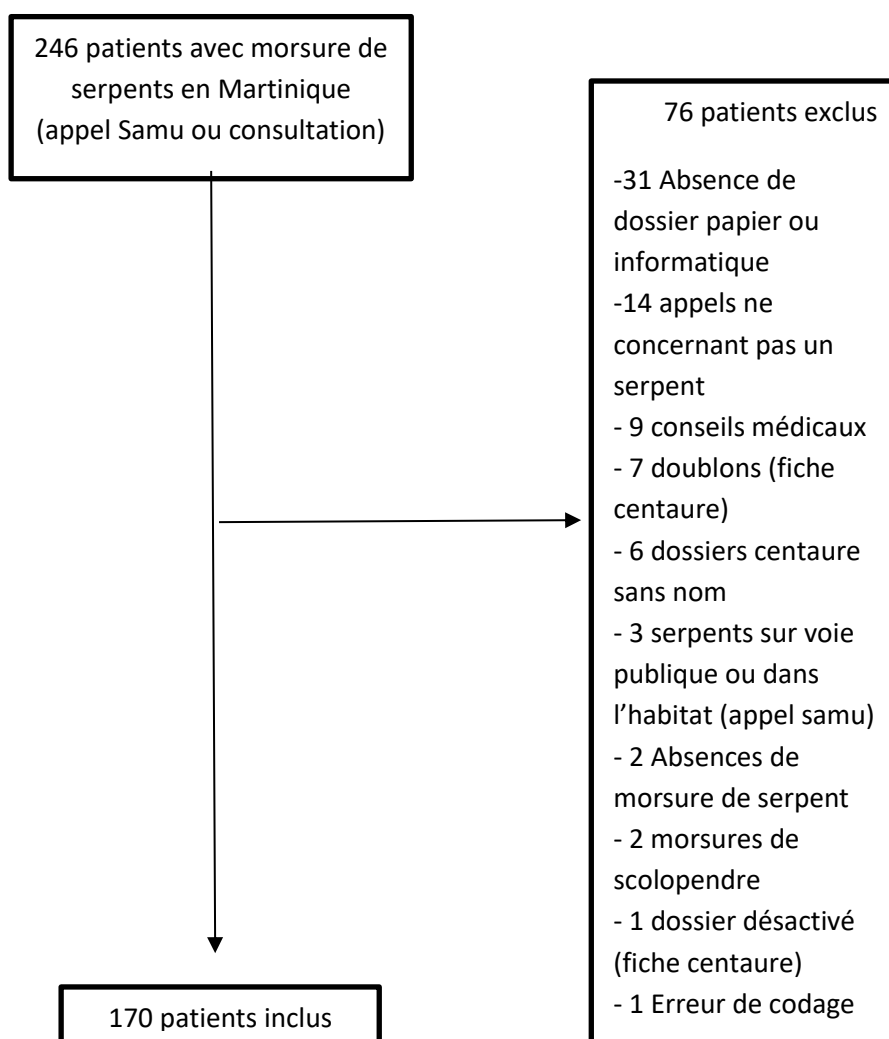 246 patients avec morsure de
serpents en Martinique
(appel Samu ou consultation)
76 patients exclus
-31 Absence de
dossier papier ou
informatique
-14 appels ne
concernant pas un
serpent
- 9 conseils médicaux
- 7 doublons (fiche
centaure)
- 6 dossiers centaure
sans nom
- 3 serpents sur voie
publique ou dans
l’habitat (appel samu)
- 2 Absences de
morsure de serpent
- 2 morsures de
scolopendre
- 1 dossier désactivé
(fiche centaure)
- 1 Erreur de codage
170 patients inclus